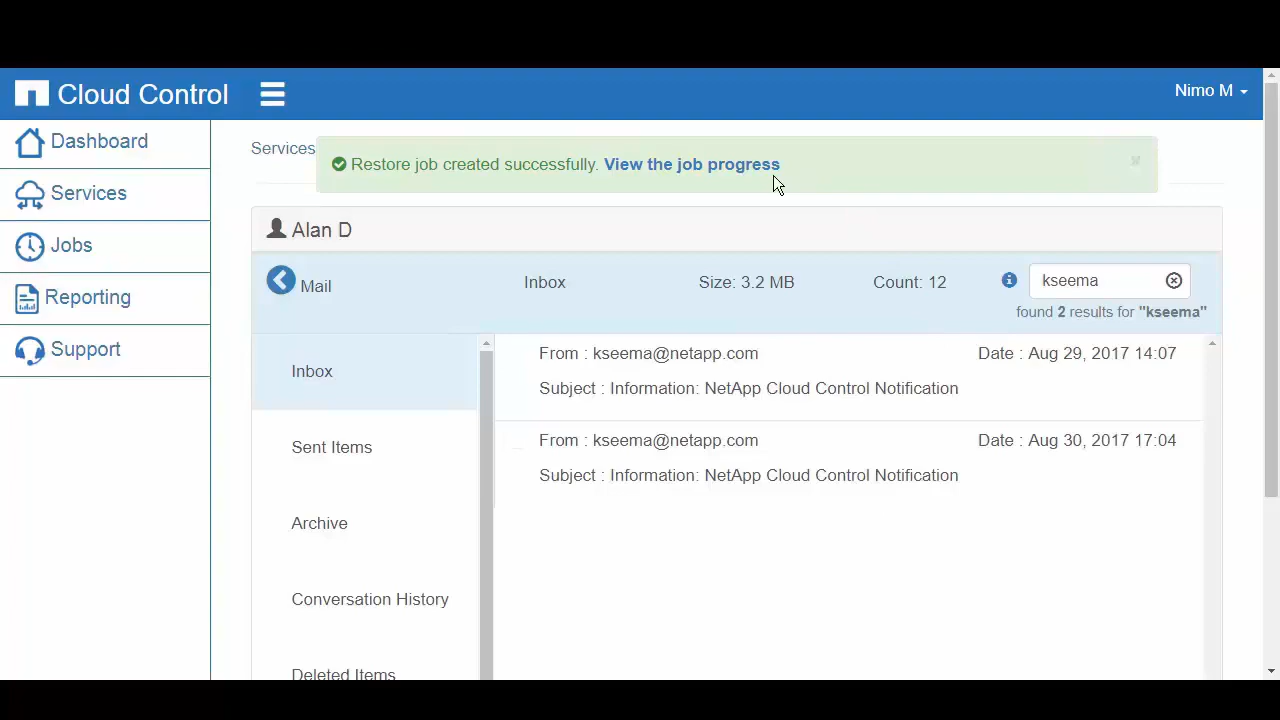 Cloud Control
Nimo M
Dashboard
Services
Jobs
Reporting
Support
Services
Restore job created successfully. View the job progress
Alan D
Mail
Inbox
Size: 3.2 MB
Count: 12
kseema
found 2 results for "kseema"
Inbox
Sent Items
Archive
Conversation History
Deleted Items
From : kseema@netapp.com
Date : Aug 29, 2017 14:07
Subject : Information: NetApp Cloud Control Notification
From : kseema@netapp.com
Date : Aug 30, 2017 17:04
Subject : Information: NetApp Cloud Control Notification